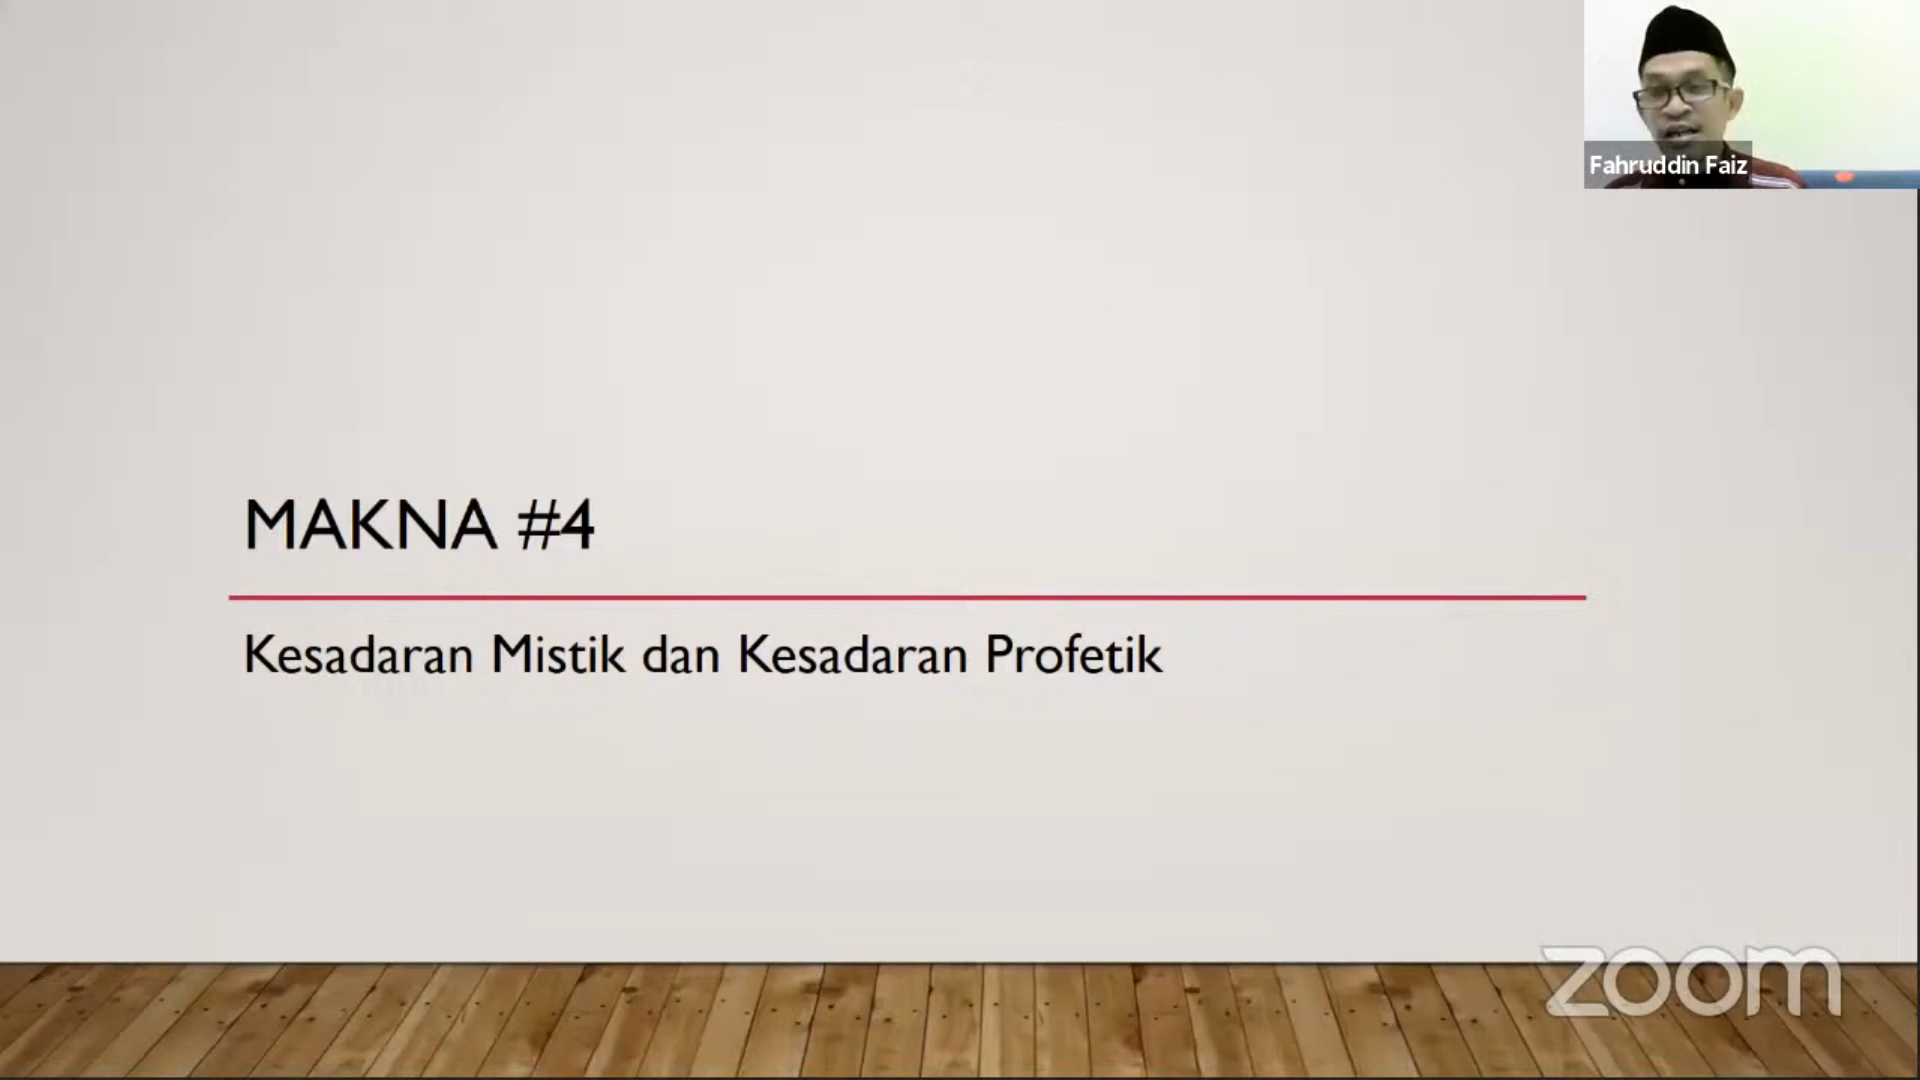 Fahruddin Faiz
MAKNA #4
Kesadaran Mistik dan Kesadaran Profetik
zoom